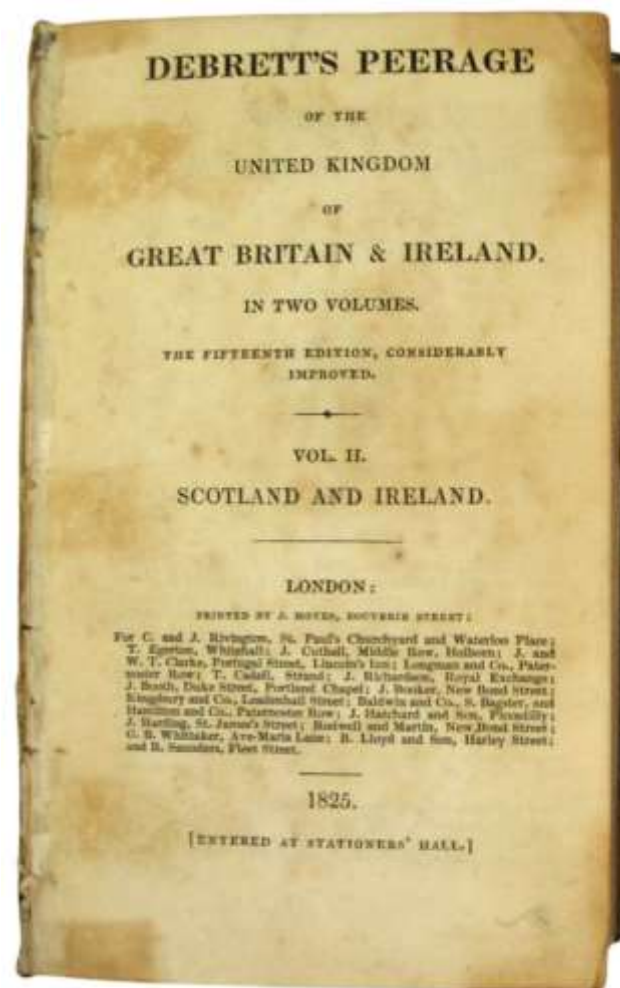 DEBRETT'S PEERAGE
OF THE
UNITED KINGDOM
OF
GREAT BRITAIN & IRELAND.
IN TWO VOLUMES.
THE FIFTEENTH EDITION, CONSIDERABLY
IMPROVED.
VOL. II.
SCOTLAND AND IRELAND.
LONDON:
PRINTED BY J. MOYES, BOUVERIE STREET;
For C. and J. Rivington, St. Paul's Churchyard and Waterloo Place;
T. Egerton, Whitehall; J. Cuthell, Middle Row, Holborn; J. and
W. T. Clarke, Portugal Street, Lincoln's Inn; Longman and Co., Pater-
noster Row; T. Cadell, Strand; J. Richardson, Royal Exchange;
J. Booth, Duke Street, Portland Chapel; J. Booker, New Bond Street;
Kingsbury and Co., Leadenhall Street; Baldwin and Co., S. Bagster, and
Hamilton and Co., Paternoster Row; J. Hatchard and Son, Piccadilly;
J. Harding, St. James's Street; Rodwell and Martin, New Bond Street;
G. B. Whittaker, Ave-Maria Lane; R. Lloyd and Son, Harley Street;
and R. Saunders, Fleet Street.
1825.
[ENTERED AT STATIONERS' HALL.]